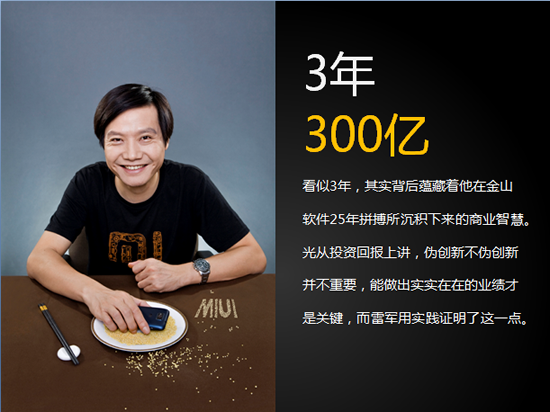 3年
300亿
看似3年，其实背后蕴藏着他在金山
软件25年拼搏所沉积下来的商业智慧。
光从投资回报上讲，伪创新不伪创新
并不重要，能做出实实在在的业绩才
是关键，而雷军用实践证明了这一点。
MI
MIUI